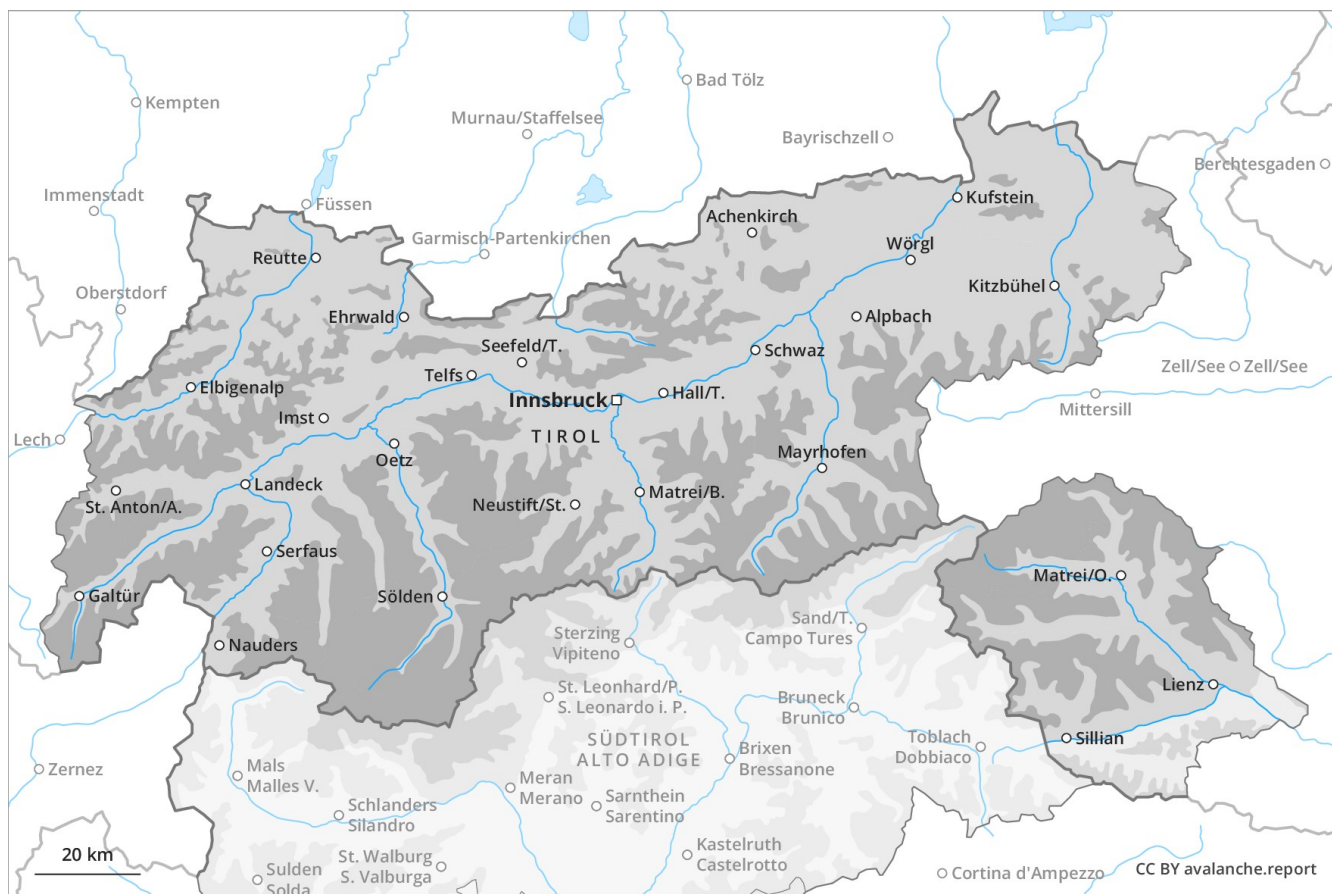 Bad Tölz
Kempten
Murnau/Staffelsee
Bayrischzell
Berchtesgaden
Immenstadt
Füssen
Kufstein
Achenkirch
Garmisch-Partenkirchen
Wörgl
Reutte
Oberstdorf
Kitzbühel
Ehrwald
Alpbach
Seefeld/T.
Schwaz
Zell/See
Zell/See
Telfs
Elbigenalp
Innsbruck
Hall/T.
Mittersill
Imst
TIROL
Lech
Oetz
Mayrhofen
Landeck
St. Anton/A.
Neustift/St.
Matrei/B.
Serfaus
Matrei/O.
Galtür
Sölden
Sterzing
Vipiteno
Sand/T.
Campo Tures
Nauders
Lienz
St. Leonhard/P.
S. Leonardo i. P.
Bruneck
Brunico
SÜDTIROL
ALTO ADIGE
Toblach
Dobbiaco
Sillian
Brixen
Bressanone
Zernez
Mals
Malles V.
Meran
Merano
Sarnthein
Sarentino
Schlanders
Silandro
Kastelruth
Castelrotto
20 km
St. Walburg
S. Valburga
Sulden
Solda
Cortina d'Ampezzo
CC BY avalanche.report